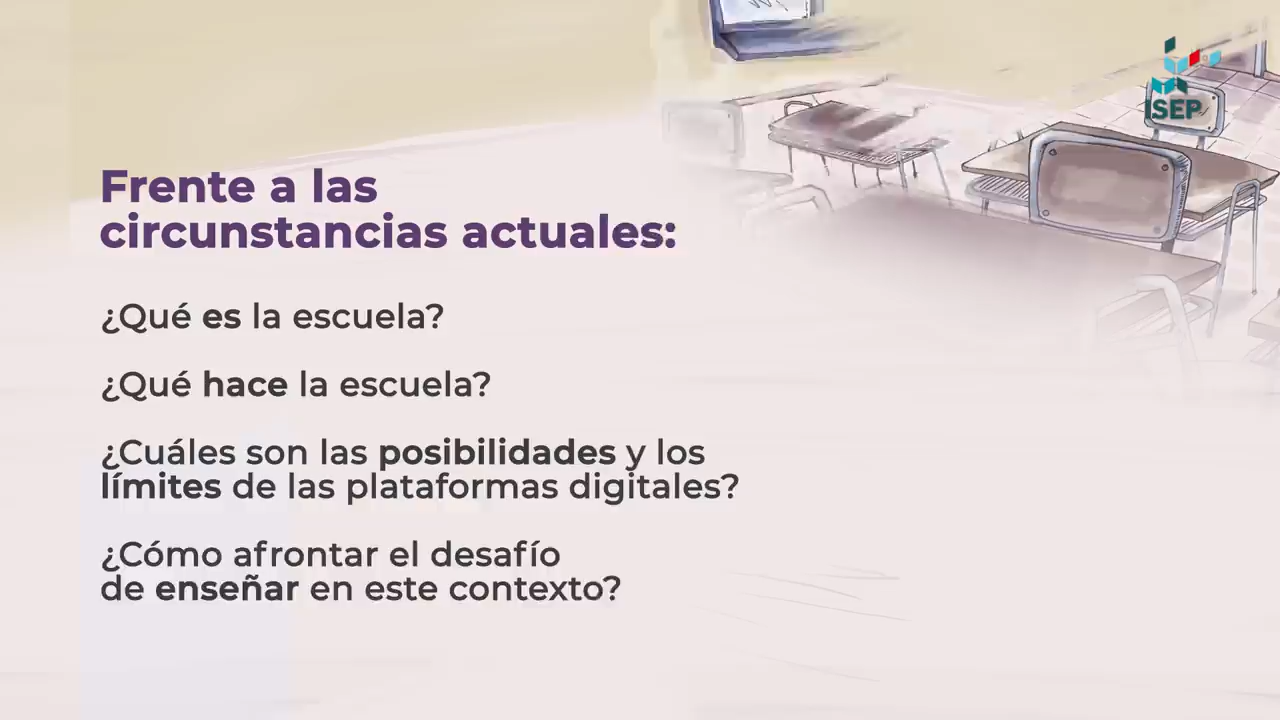 ISEP
Frente a las
circunstancias actuales:
¿Qué es la escuela?
¿Qué hace la escuela?
¿Cuáles son las posibilidades y los
límites de las plataformas digitales?
¿Cómo afrontar el desafío
de enseñar en este contexto?